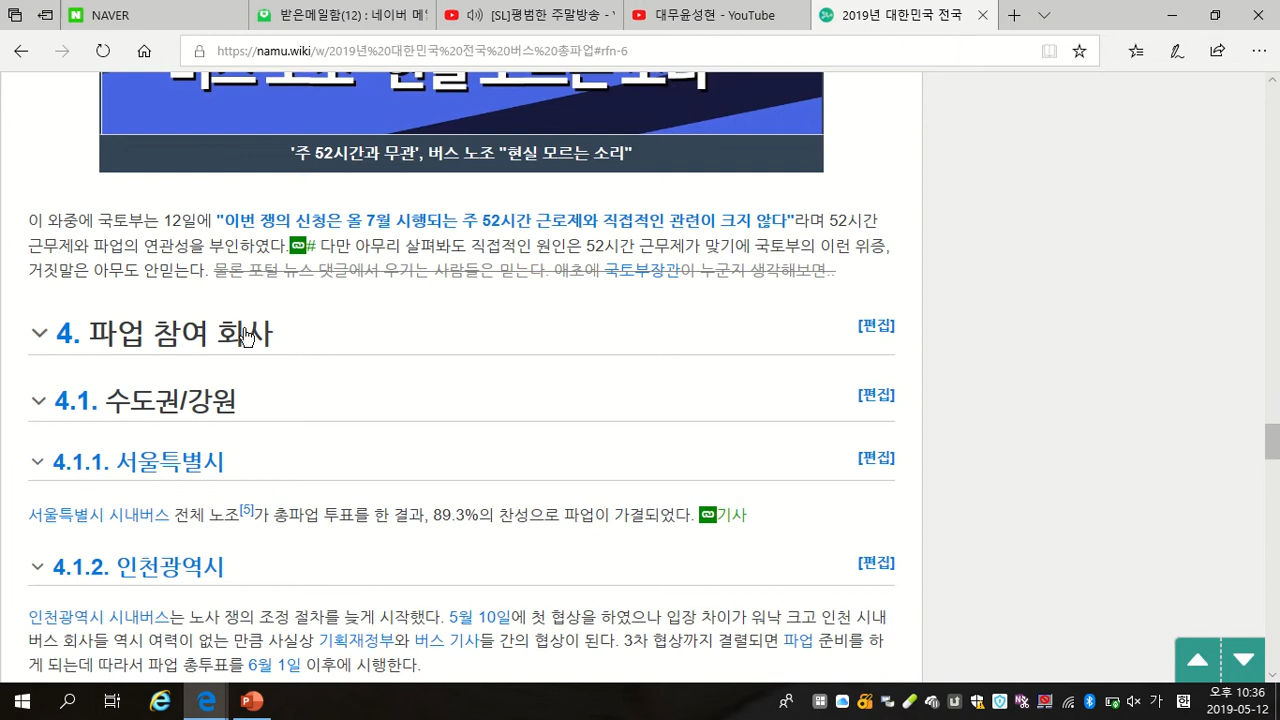 NAVER
받은메일함(12) : 네이버 메일
[SL]평범한 주말방송 -
대무윤성현 - YouTube
2019년 대한민국 전국
https://namu.wiki/w/2019년%20대한민국%20전국%20버스%20총파업#rfn-6
버스 노조 "현실 모르는 소리"
'주 52시간과 무관', 버스 노조 "현실 모르는 소리"
이 와중에 국토부는 12일에 "이번 쟁의 신청은 올 7월 시행되는 주 52시간 근로제와 직접적인 관련이 크지 않다"라며 52시간
근무제와 파업의 연관성을 부인하였다.# 다만 아무리 살펴봐도 직접적인 원인은 52시간 근무제가 맞기에 국토부의 이런 위증,
거짓말은 아무도 안믿는다. 물론 포털 뉴스 댓글에서 우기는 사람들은 믿는다. 애초에 국토부장관이 누군지 생각해보면..
4. 파업 참여 회사 [편집]
4.1. 수도권/강원 [편집]
4.1.1. 서울특별시 [편집]
서울특별시 시내버스 전체 노조[5]가 총파업 투표를 한 결과, 89.3%의 찬성으로 파업이 가결되었다. 기사
4.1.2. 인천광역시 [편집]
인천광역시 시내버스는 노사 쟁의 조정 절차를 늦게 시작했다. 5월 10일에 첫 협상을 하였으나 입장 차이가 워낙 크고 인천 시내
버스 회사들 역시 여력이 없는 만큼 사실상 기획재정부와 버스 기사들 간의 협상이 된다. 3차 협상까지 결렬되면 파업 준비를 하
게 되는데 따라서 파업 총투표를 6월 1일 이후에 시행한다.
가
오후 10:36
2019-05-12